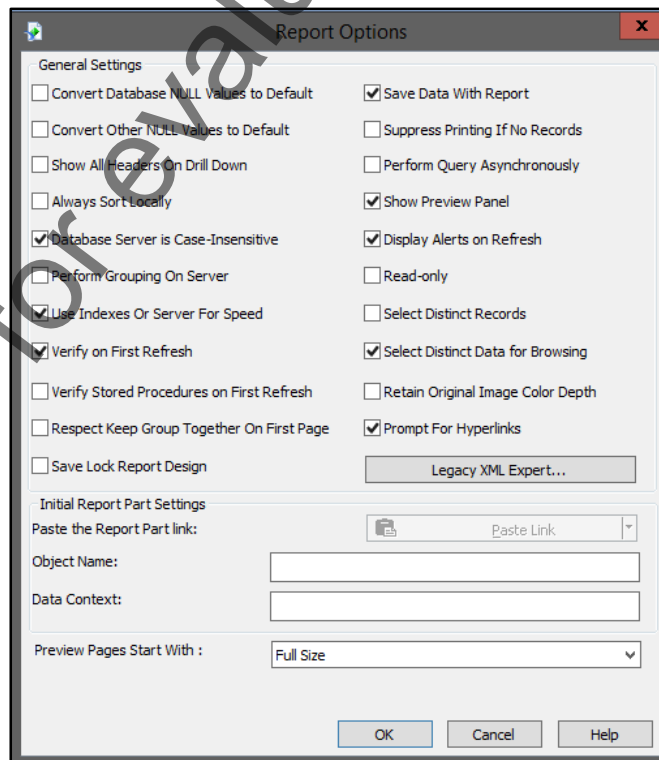 Report Options
x
General Settings
Convert Database NULL Values to Default
Save Data With Report
Convert Other NULL Values to Default
Suppress Printing If No Records
Show All Headers On Drill Down
Perform Query Asynchronously
Always Sort Locally
Show Preview Panel
Database Server is Case-Insensitive
Display Alerts on Refresh
Perform Grouping On Server
Read-only
Use Indexes Or Server For Speed
Select Distinct Records
Verify on First Refresh
Select Distinct Data for Browsing
Verify Stored Procedures on First Refresh
Retain Original Image Color Depth
Respect Keep Group Together On First Page
Prompt For Hyperlinks
Save Lock Report Design
Legacy XML Expert...
Initial Report Part Settings
Paste the Report Part link:
Paste Link
Object Name:
Data Context:
Preview Pages Start With :
Full Size
OK
Cancel
Help
for evalu